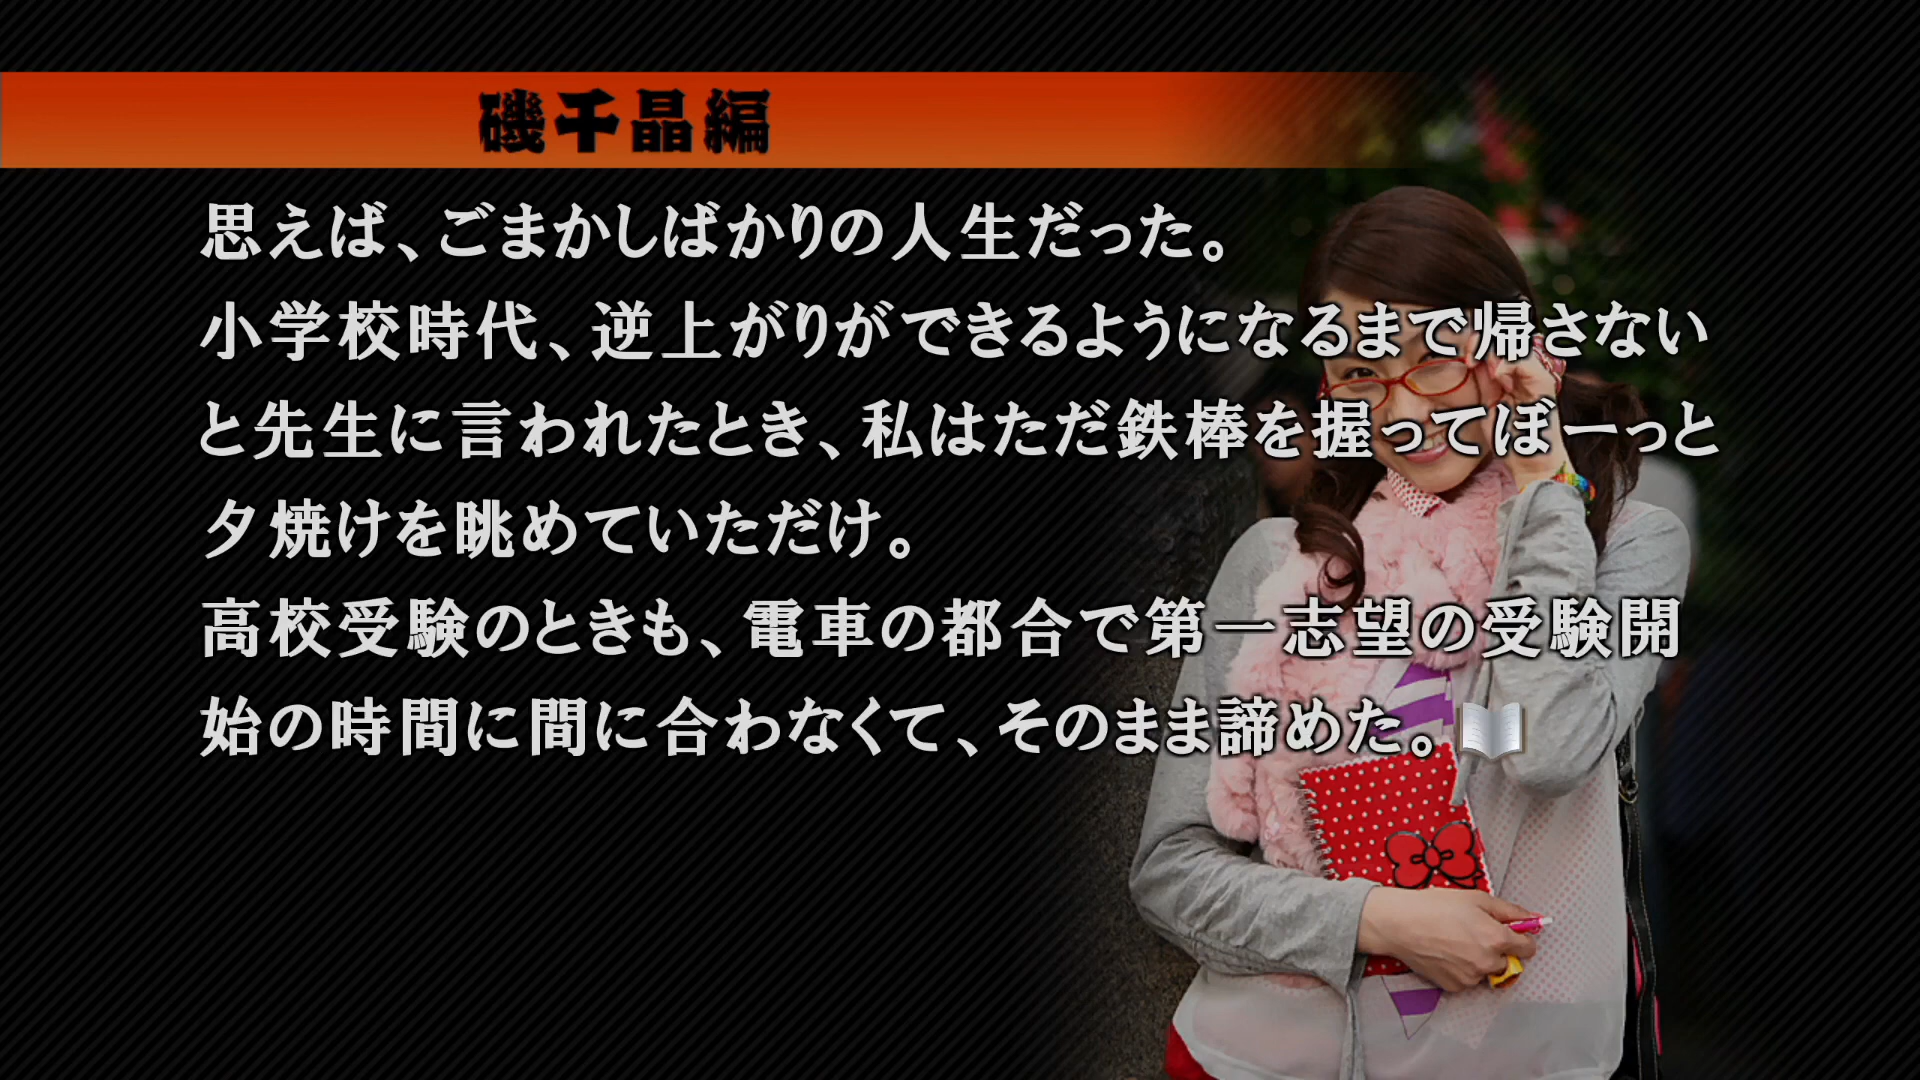 磯千晶編
思えば、ごまかしばかりの人生だった。
小学校時代、逆上がりができるようになるまで帰さない
と先生に言われたとき、私はただ鉄棒を握ってぼーっと
夕焼けを眺めていただけ。
高校受験のときも、電車の都合で第一志望の受験開
始の時間に間に合わなくて、そのまま諦めた。